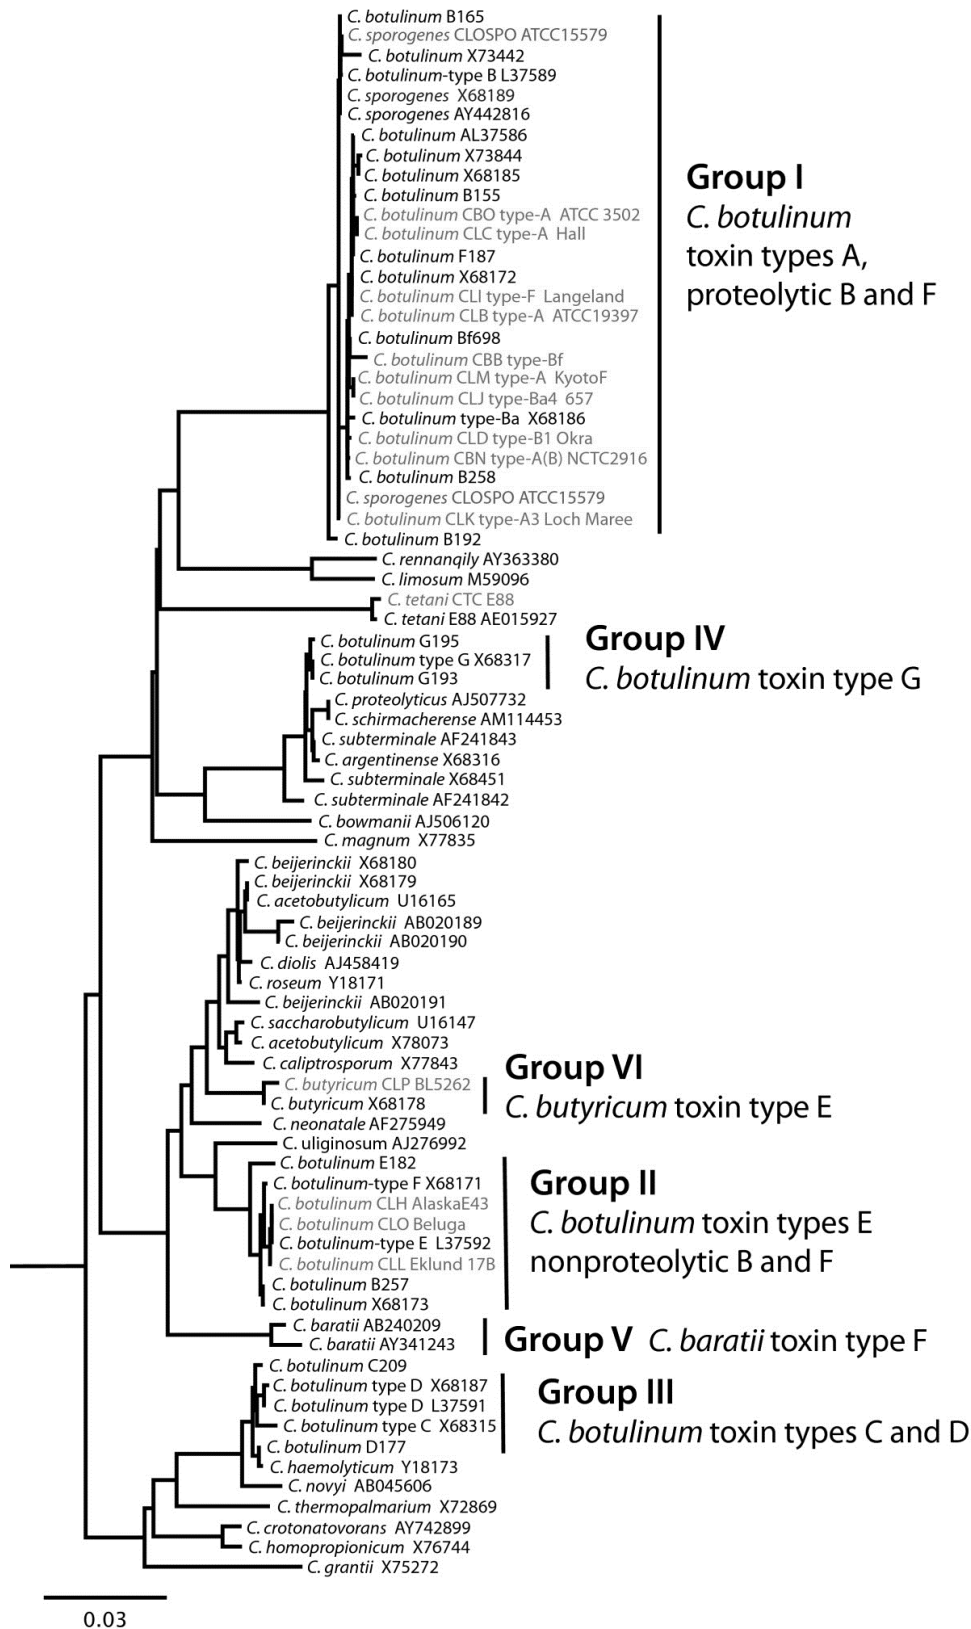 C. botulinum B165
C. sporogenes CLOSPO ATCC15579
C. botulinum X73442
C. botulinum-type B L37589
C. sporogenes X68189
C. sporogenes AY442816
C. botulinum AL37586
C. botulinum X73844
C. botulinum X68185
C. botulinum B155
C. botulinum CBO type-A ATCC 3502
C. botulinum CLC type-A Hall
C. botulinum F187
C. botulinum X68172
C. botulinum CLI type-F Langeland
C. botulinum CLB type-A ATCC19397
C. botulinum Bf698
C. botulinum CBB type-Bf
C. botulinum CLM type-A KyotoF
C. botulinum CLJ type-Ba4 657
C. botulinum type-Ba X68186
C. botulinum CLD type-B1 Okra
C. botulinum CBN type-A(B) NCTC2916
C. botulinum B258
C. sporogenes CLOSPO ATCC15579
C. botulinum CLK type-A3 Loch Maree
C. botulinum B192
Group I
C. botulinum
toxin types A,
proteolytic B and F
C. rennanqily AY363380
C. limosum M59096
C. tetani CTC E88
C. tetani E88 AE015927
C. botulinum G195
C. botulinum type G X68317
C. botulinum G193
Group IV
C. botulinum toxin type G
C. proteolyticus AJ507732
C. schirmacherense AM114453
C. subterminale AF241843
C. argentinense X68316
C. subterminale X68451
C. subterminale AF241842
C. bowmanii AJ506120
C. magnum X77835
C. beijerinckii X68180
C. beijerinckii X68179
C. acetobutylicum U16165
C. beijerinckii AB020189
C. beijerinckii AB020190
C. diolis AJ458419
C. roseum Y18171
C. beijerinckii AB020191
C. saccharobutylicum U16147
C. acetobutylicum X78073
C. caliptrosporum X77843
C. butyricum CLP BL5262
C. butyricum X68178
Group VI
C. butyricum toxin type E
C. neonatale AF275949
C. uliginosum AJ276992
C. botulinum E182
C. botulinum-type F X68171
C. botulinum CLH AlaskaE43
C. botulinum CLO Beluga
C. botulinum-type E L37592
C. botulinum CLL Eklund 17B
C. botulinum B257
C. botulinum X68173
Group II
C. botulinum toxin types E
nonproteolytic B and F
C. baratii AB240209
C. baratii AY341243
Group V C. baratii toxin type F
C. botulinum C209
C. botulinum type D X68187
C. botulinum type D L37591
C. botulinum type C X68315
C. botulinum D177
Group III
C. botulinum toxin types C and D
C. haemolyticum Y18173
C. novyi AB045606
C. thermopalmarium X72869
C. crotonatovorans AY742899
C. homopropionicum X76744
C. grantii X75272
0.03